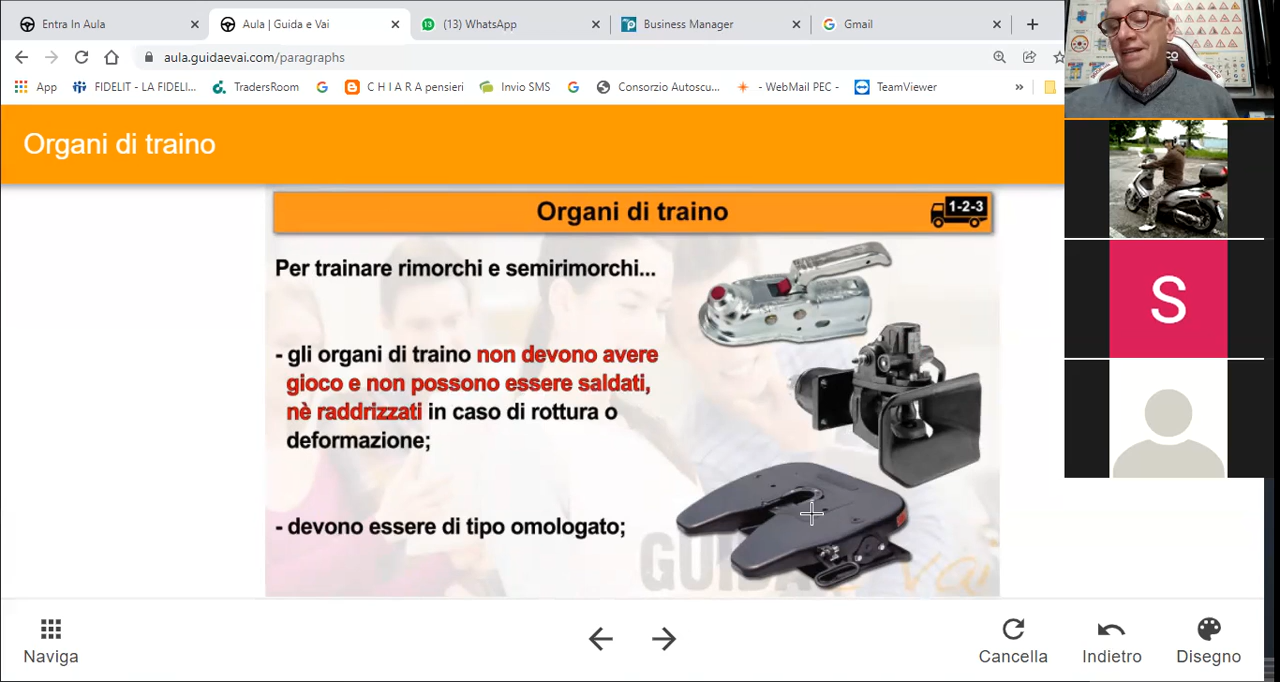 Entra In Aula
Aula | Guida e Vai
(13) WhatsApp
Business Manager
Gmail
aula.guidaevai.com/paragraphs
App
FIDELIT - LA FIDELI...
TradersRoom
C H I A R A pensieri
Invio SMS
Consorzio Autoscu...
- WebMail PEC -
TeamViewer
»
Organi di traino
Organi di traino
1-2-3
Per trainare rimorchi e semirimorchi...
- gli organi di traino non devono avere
gioco e non possono essere saldati,
nè raddrizzati in caso di rottura o
deformazione;
- devono essere di tipo omologato;
GUIDA e vai
S
Naviga
Cancella
Indietro
Disegno